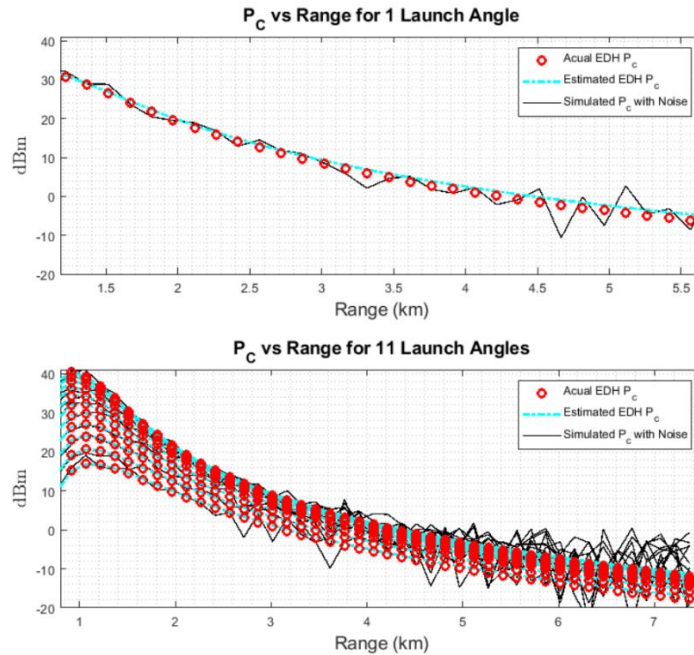 P_C vs Range for 1 Launch Angle
40
30
20
10
0
-10
-20
dBm
Acual EDH P_c
Estimated EDH P_c
Simulated P_c with Noise
1.5
2
2.5
3
3.5
4
4.5
5
5.5
Range (km)
P_C vs Range for 11 Launch Angles
40
30
20
10
0
-10
-20
dBm
Acual EDH P_c
Estimated EDH P_c
Simulated P_c with Noise
1
2
3
4
5
6
7
Range (km)